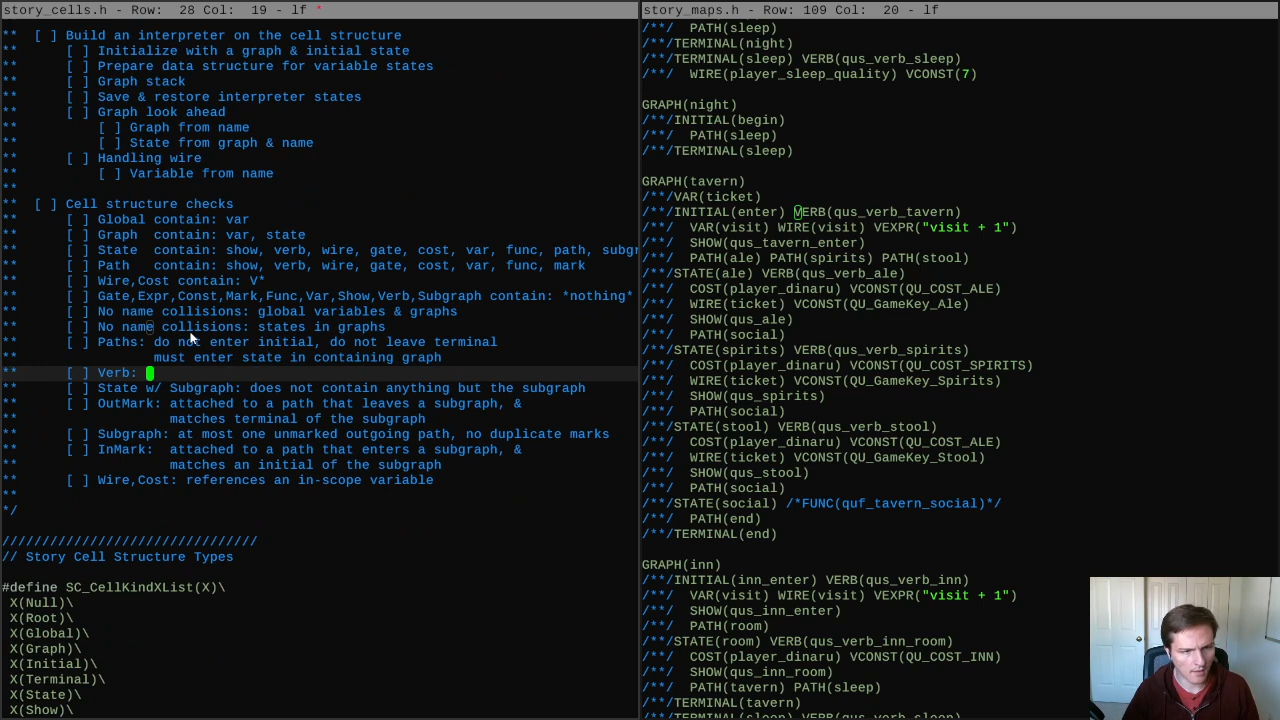 story_cells.h - Row:  28 Col:  19 - lf *
**  [ ] Build an interpreter on the cell structure
**      [ ] Initialize with a graph & initial state
**      [ ] Prepare data structure for variable states
**      [ ] Graph stack
**      [ ] Save & restore interpreter states
**      [ ] Graph look ahead
**          [ ] Graph from name
**          [ ] State from graph & name
**      [ ] Handling wire
**          [ ] Variable from name
**
**  [ ] Cell structure checks
**      [ ] Global contain: var
**      [ ] Graph  contain: var, state
**      [ ] State  contain: show, verb, wire, gate, cost, var, func, path, subgr
**      [ ] Path   contain: show, verb, wire, gate, cost, var, func, mark
**      [ ] Wire,Cost contain: V*
**      [ ] Gate,Expr,Const,Mark,Func,Var,Show,Verb,Subgraph contain: *nothing*
**      [ ] No name collisions: global variables & graphs
**      [ ] No name collisions: states in graphs
**      [ ] Paths: do not enter initial, do not leave terminal
**                 must enter state in containing graph
**      [ ] Verb:
**      [ ] State w/ Subgraph: does not contain anything but the subgraph
**      [ ] OutMark: attached to a path that leaves a subgraph, &
**                   matches terminal of the subgraph
**      [ ] Subgraph: at most one unmarked outgoing path, no duplicate marks
**      [ ] InMark:  attached to a path that enters a subgraph, &
**                   matches an initial of the subgraph
**      [ ] Wire,Cost: references an in-scope variable
**
*/
////////////////////////////////
// Story Cell Structure Types
#define SC_CellKindXList(X)\
X(Null)\
X(Root)\
X(Global)\
X(Graph)\
X(Initial)\
X(Terminal)\
X(State)\
X(Show)\
story_maps.h - Row: 109 Col:  20 - lf
/**/  PATH(sleep)
/**/TERMINAL(night)
/**/TERMINAL(sleep) VERB(qus_verb_sleep)
/**/  WIRE(player_sleep_quality) VCONST(7)
GRAPH(night)
/**/INITIAL(begin)
/**/  PATH(sleep)
/**/TERMINAL(sleep)
GRAPH(tavern)
/**/VAR(ticket)
/**/INITIAL(enter) VERB(qus_verb_tavern)
/**/  VAR(visit) WIRE(visit) VEXPR("visit + 1")
/**/  SHOW(qus_tavern_enter)
/**/  PATH(ale) PATH(spirits) PATH(stool)
/**/STATE(ale) VERB(qus_verb_ale)
/**/  COST(player_dinaru) VCONST(QU_COST_ALE)
/**/  WIRE(ticket) VCONST(QU_GameKey_Ale)
/**/  SHOW(qus_ale)
/**/  PATH(social)
/**/STATE(spirits) VERB(qus_verb_spirits)
/**/  COST(player_dinaru) VCONST(QU_COST_SPIRITS)
/**/  WIRE(ticket) VCONST(QU_GameKey_Spirits)
/**/  SHOW(qus_spirits)
/**/  PATH(social)
/**/STATE(stool) VERB(qus_verb_stool)
/**/  COST(player_dinaru) VCONST(QU_COST_ALE)
/**/  WIRE(ticket) VCONST(QU_GameKey_Stool)
/**/  SHOW(qus_stool)
/**/  PATH(social)
/**/STATE(social) /*FUNC(quf_tavern_social)*/
/**/  PATH(end)
/**/TERMINAL(end)
GRAPH(inn)
/**/INITIAL(inn_enter) VERB(qus_verb_inn)
/**/  VAR(visit) WIRE(visit) VEXPR("visit + 1")
/**/  SHOW(qus_inn_enter)
/**/  PATH(room)
/**/STATE(room) VERB(qus_verb_inn_room)
/**/  COST(player_dinaru) VCONST(QU_COST_INN)
/**/  SHOW(qus_inn_room)
/**/  PATH(tavern) PATH(sleep)
/**/TERMINAL(tavern)
/**/TERMINAL(sleep) VERB(qus_verb_sleep)